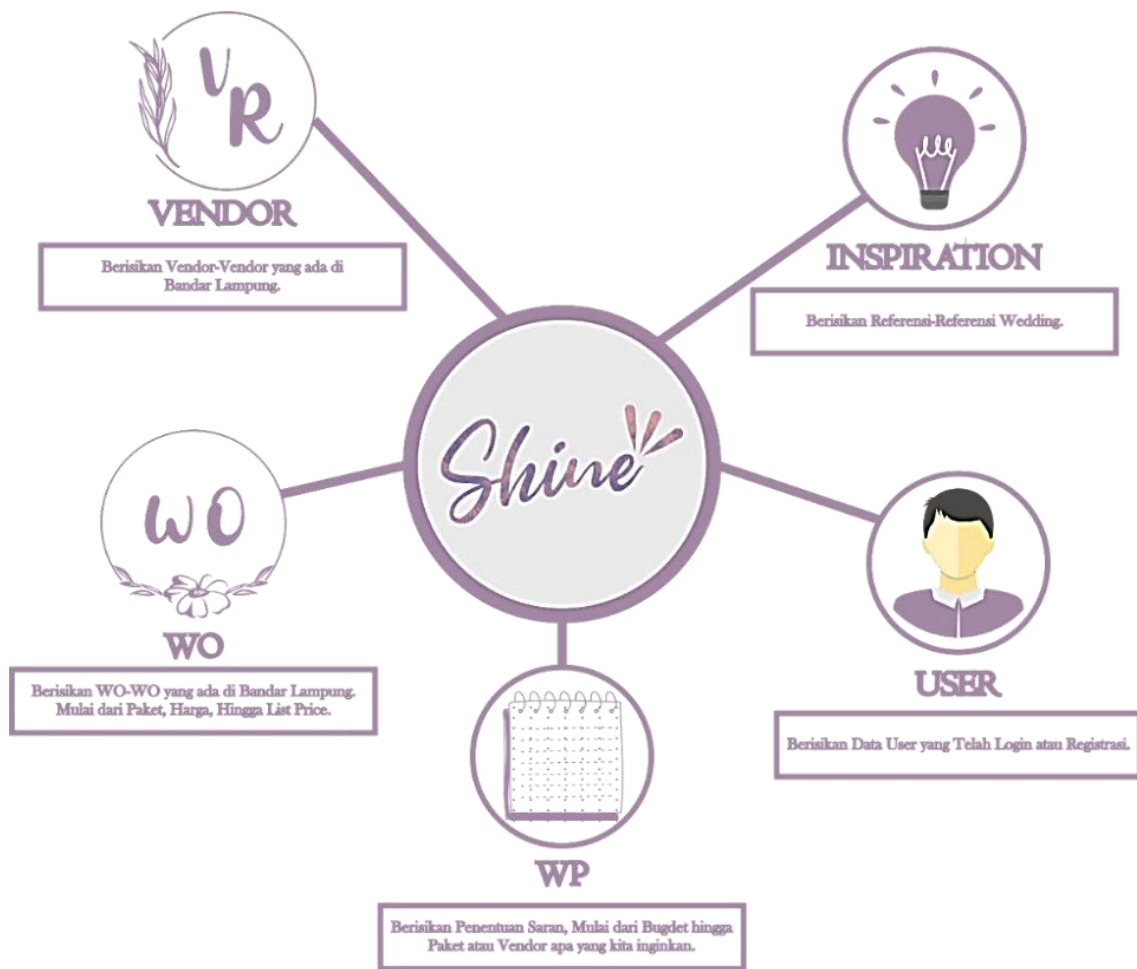 VR
VENDOR
Berisikan Vendor-Vendor yang ada di
Bandar Lampung.
INSPIRATION
Berisikan Referensi-Referensi Wedding.
Shine
WO
WO
Berisikan WO-WO yang ada di Bandar Lampung.
Mulai dari Paket, Harga, Hingga List Price.
USER
Berisikan Data User yang Telah Login atau Registrasi.
WP
Berisikan Penentuan Saran, Mulai dari Bugdet hingga
Paket atau Vendor apa yang kita inginkan.